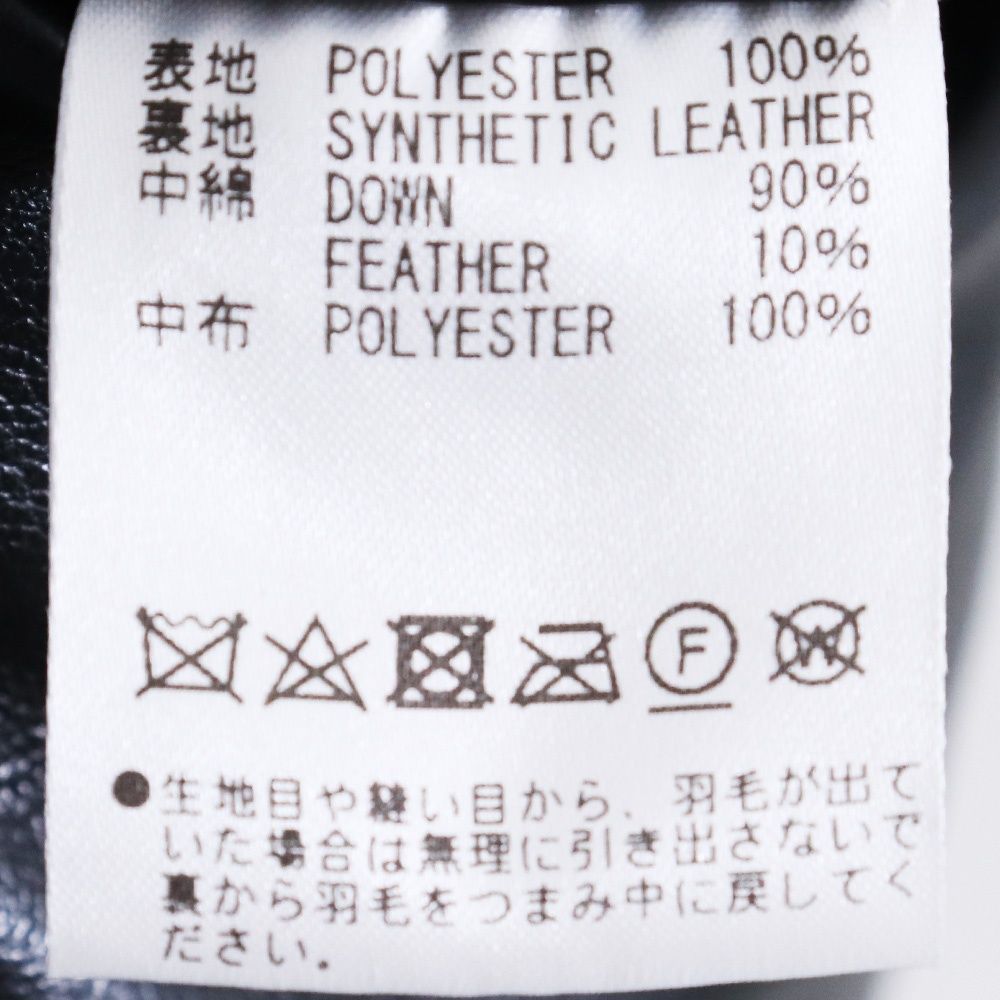 表地 POLYESTER 100%
裏地 SYNTHETIC LEATHER
中綿 DOWN 90%
FEATHER 10%
中布 POLYESTER 100%
F
W
●生地目や縫い目から、羽毛が出て
いた場合は無理に引き出さないで
裏から羽毛をつまみ中に戻してく
ださい.